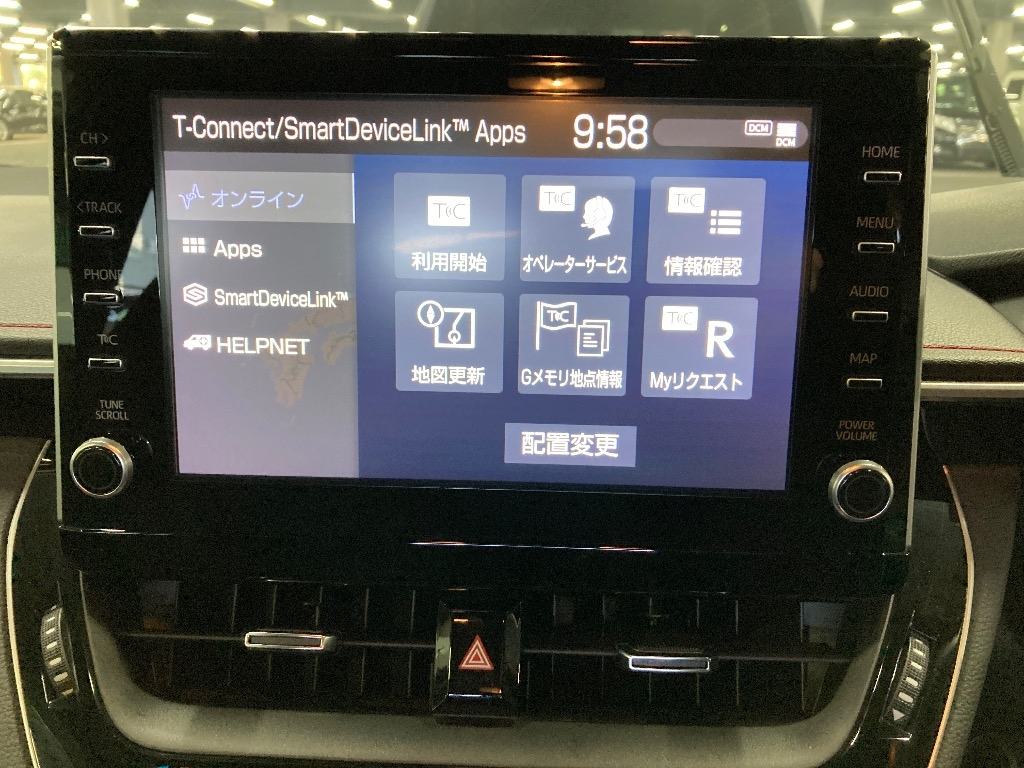 T-Connect/SmartDeviceLink™ Apps 9:58 DCM
DCM
CH >
< TRACK
PHONE
T C
TUNE
SCROLL
オンライン
Apps
SmartDeviceLink™
HELPNET
T C
利用開始
T C
オペレーターサービス
T C
情報確認
地図更新
T C
Gメモリ地点情報
T C R
Myリクエスト
配置変更
HOME
MENU
AUDIO
MAP
POWER
VOLUME